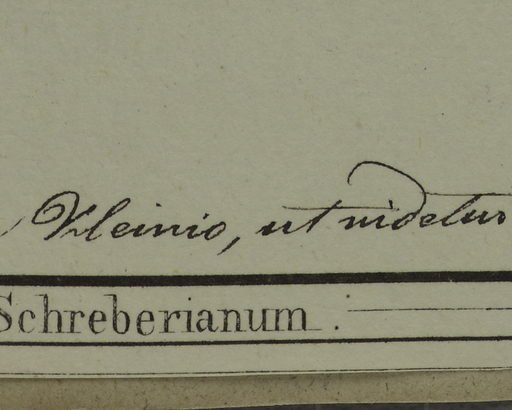 Kleinio, ut videtur
Schreberianum.